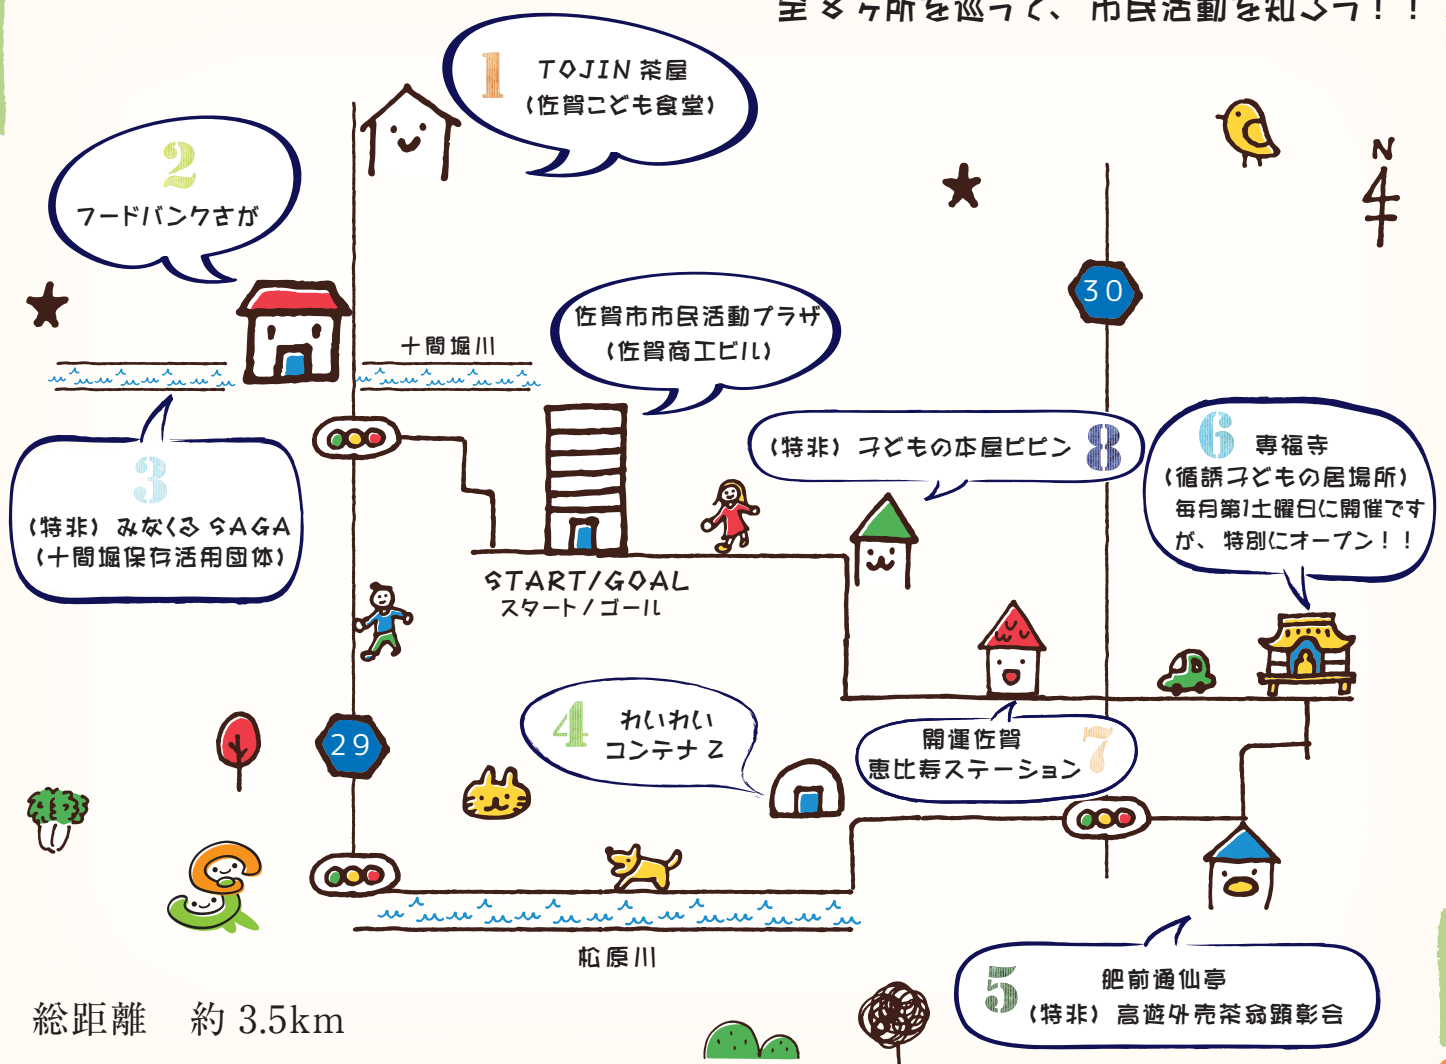 全8ヶ所を巡って、市民活動を知ろう！！
1
TOJIN 茶屋
(佐賀こども食堂)
2
フードバンクさが
N
30
佐賀市市民活動プラザ
(佐賀商工ビル)
十間堀川
3
(特非) みなくる SAGA
(十間堀保存活用団体)
(特非) 子どもの本屋ピピン 8
6 専福寺
(循誘子どもの居場所)
毎月第1土曜日に開催です
が、特別にオープン！！
START/GOAL
スタート / ゴール
29
4
わいわい
コンテナ 2
開運佐賀
恵比寿ステーション
7
松原川
5
肥前通仙亭
(特非) 高遊外売茶翁顕彰会
総距離　約 3.5km